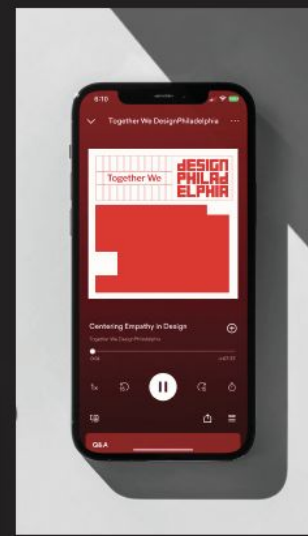 6:10
Together We DesignPhiladelphia
Together We
dESIGN
PHILAd
ELPHIA
Centering Empathy in Design
Together We Design Philadelphia
1x
Q&A